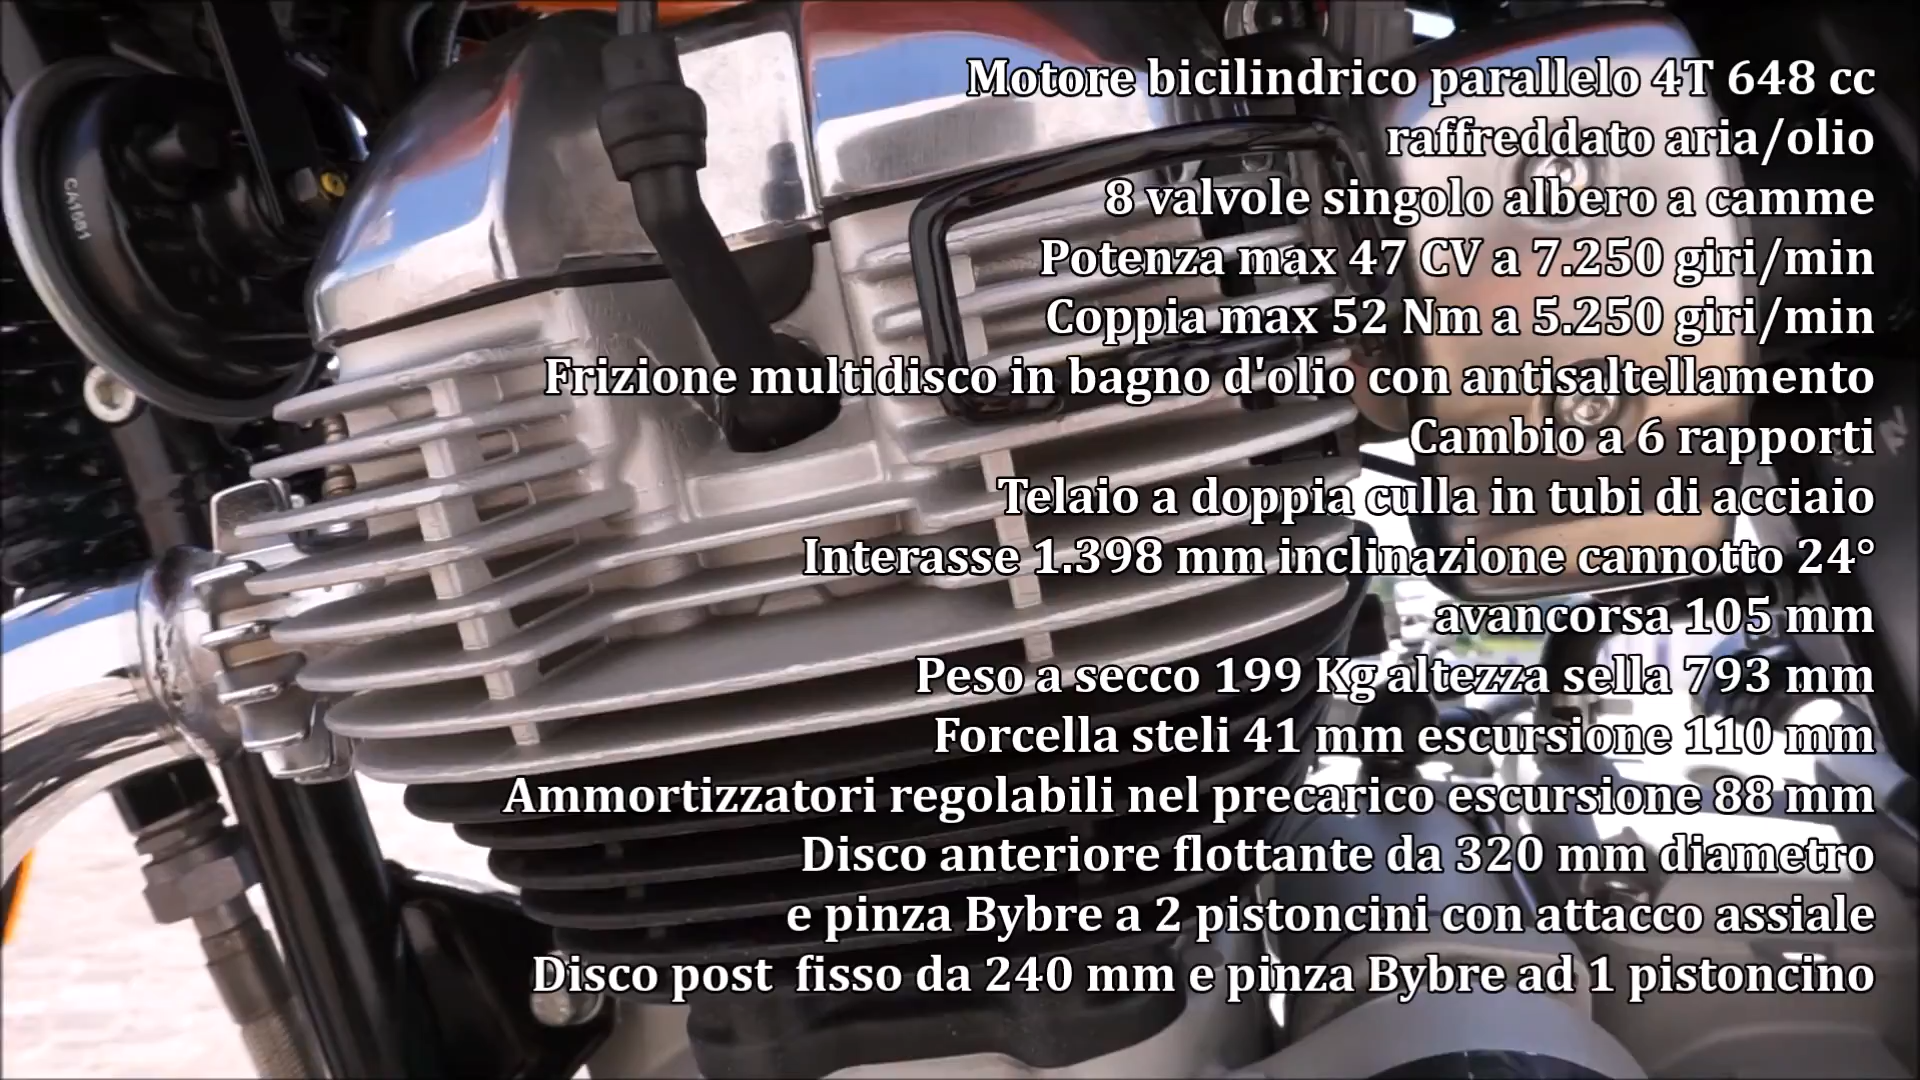 Motore bicilindrico parallelo 4T 648 cc
raffreddato aria/olio
8 valvole singolo albero a camme
Potenza max 47 CV a 7.250 giri/min
Coppia max 52 Nm a 5.250 giri/min
Frizione multidisco in bagno d'olio con antisaltellamento
Cambio a 6 rapporti
Telaio a doppia culla in tubi di acciaio
Interasse 1.398 mm inclinazione cannotto 24°
avancorsa 105 mm
Peso a secco 199 Kg altezza sella 793 mm
Forcella steli 41 mm escursione 110 mm
Ammortizzatori regolabili nel precarico escursione 88 mm
Disco anteriore flottante da 320 mm diametro
e pinza Bybre a 2 pistoncini con attacco assiale
Disco post  fisso da 240 mm e pinza Bybre ad 1 pistoncino
CA1681